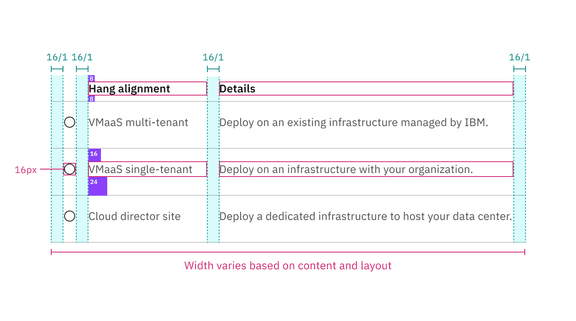 16/1 16/1 16/1 16/1
8
Hang alignment Details
8
VMaaS multi-tenant Deploy on an existing infrastructure managed by IBM.
16
16px VMaaS single-tenant Deploy on an infrastructure with your organization.
24
Cloud director site Deploy a dedicated infrastructure to host your data center.
Width varies based on content and layout